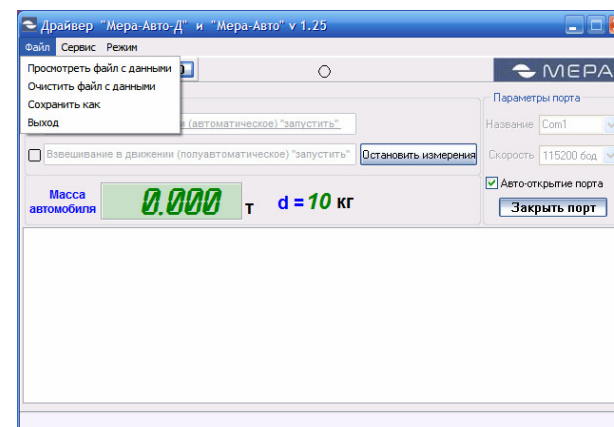 Драйвер "Мера-Авто-Д" и "Мера-Авто" v 1.25
Файл Сервис Режим
Просмотреть файл с данными
Очистить файл с данными
Сохранить как
Выход
МЕРА
Параметры порта
(автоматическое) "запустить"
Название Com1
Взвешивание в движении (полуавтоматическое) "запустить" Остановить измерения
Скорость 115200 бод
Авто-открытие порта
Масса автомобиля 0.000 т d = 10 кг
Закрыть порт